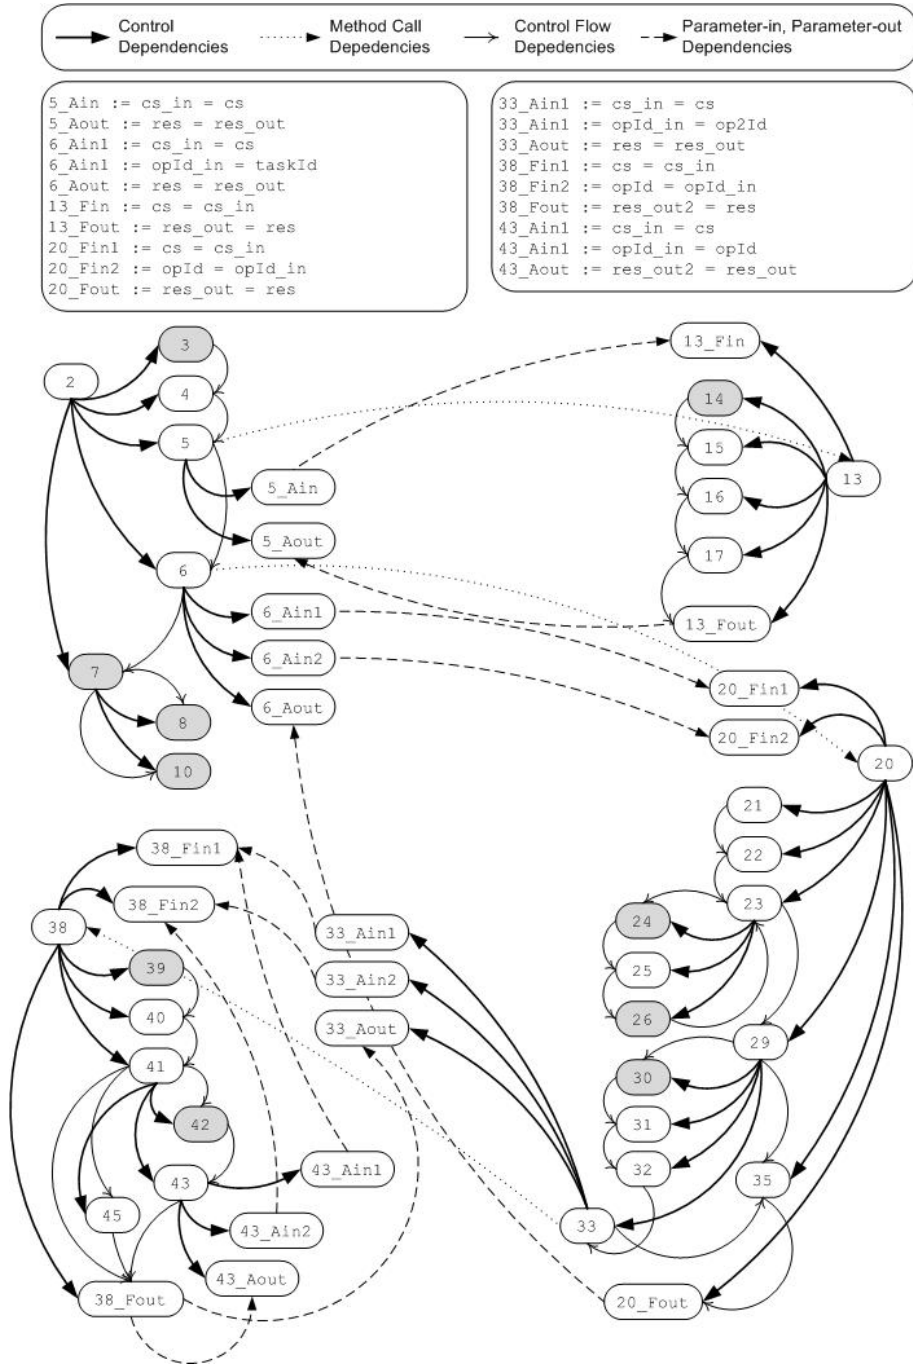 Control
Dependencies
Method Call
Depedencies
Control Flow
Depedencies
Parameter-in, Parameter-out
Dependencies
5_Ain := cs_in = cs
5_Aout := res = res_out
6_Ain1 := cs_in = cs
6_Ain1 := opId_in = taskId
6_Aout := res = res_out
13_Fin := cs = cs_in
13_Fout := res_out = res
20_Fin1 := cs = cs_in
20_Fin2 := opId = opId_in
20_Fout := res_out = res
33_Ain1 := cs_in = cs
33_Ain1 := opId_in = op2Id
33_Aout := res = res_out
38_Fin1 := cs = cs_in
38_Fin2 := opId = opId_in
38_Fout := res_out2 = res
43_Ain1 := cs_in = cs
43_Ain1 := opId_in = opId
43_Aout := res_out2 = res_out
2
3
4
5
5_Ain
5_Aout
6
6_Ain1
6_Ain2
6_Aout
7
8
10
13_Fin
14
15
13
16
17
13_Fout
20_Fin1
20_Fin2
20
21
22
23
24
25
26
29
30
31
32
35
33
20_Fout
38_Fin1
38_Fin2
38
33_Ain1
39
33_Ain2
40
33_Aout
41
42
43
43_Ain1
45
43_Ain2
43_Aout
38_Fout